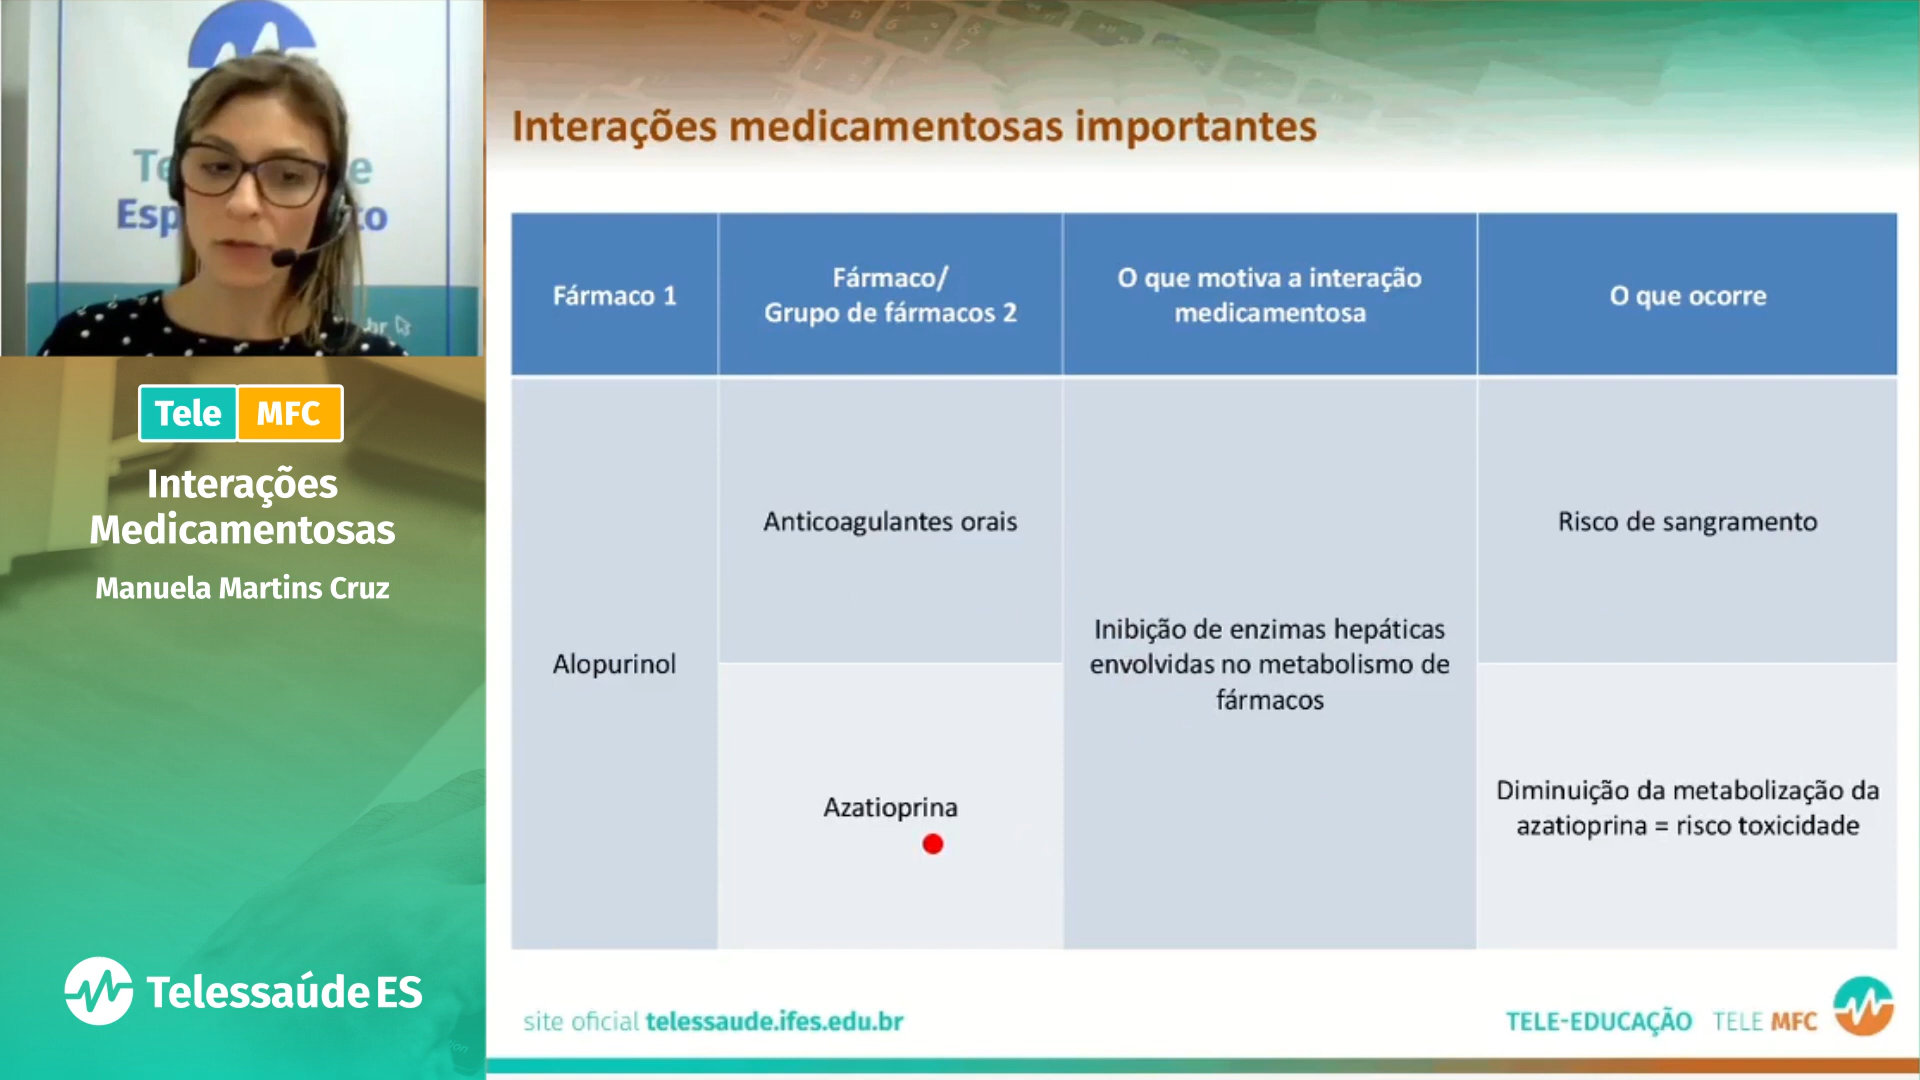 Tele MFC
Interações
Medicamentosas
Manuela Martins Cruz
Telessaúde ES
Interações medicamentosas importantes
Fármaco 1
Fármaco/
Grupo de fármacos 2
O que motiva a interação
medicamentosa
O que ocorre
Alopurinol
Anticoagulantes orais
Inibição de enzimas hepáticas
envolvidas no metabolismo de
fármacos
Risco de sangramento
Azatioprina
Diminuição da metabolização da
azatioprina = risco toxicidade
site oficial telessaude.ifes.edu.br
TELE-EDUCAÇÃO TELE MFC